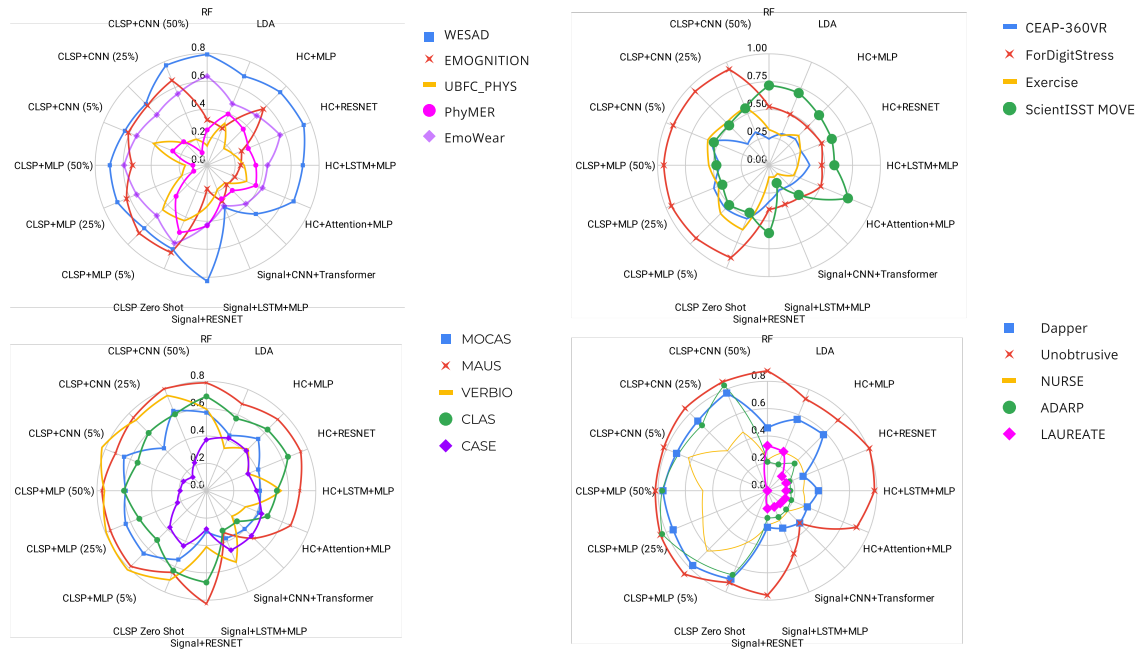 RF
CLSP+CNN (50%)
LDA
CLSP+CNN (25%)
HC+MLP
CLSP+CNN (5%)
HC+RESNET
CLSP+MLP (50%)
HC+LSTM+MLP
CLSP+MLP (25%)
HC+Attention+MLP
CLSP+MLP (5%)
Signal+CNN+Transformer
CLSP Zero Shot
Signal+LSTM+MLP
Signal+RESNET
0.8
0.6
0.4
0.2
0.0
WESAD
EMOGNITION
UBFC_PHYS
PhyMER
EmoWear
RF
CLSP+CNN (50%)
LDA
CLSP+CNN (25%)
HC+MLP
CLSP+CNN (5%)
HC+RESNET
CLSP+MLP (50%)
HC+LSTM+MLP
CLSP+MLP (25%)
HC+Attention+MLP
CLSP+MLP (5%)
Signal+CNN+Transformer
CLSP Zero Shot
Signal+LSTM+MLP
Signal+RESNET
1.00
0.75
0.50
0.25
0.00
CEAP-360VR
ForDigitStress
Exercise
ScientISST MOVE
RF
CLSP+CNN (50%)
LDA
CLSP+CNN (25%)
HC+MLP
CLSP+CNN (5%)
HC+RESNET
CLSP+MLP (50%)
HC+LSTM+MLP
CLSP+MLP (25%)
HC+Attention+MLP
CLSP+MLP (5%)
Signal+CNN+Transformer
CLSP Zero Shot
Signal+LSTM+MLP
Signal+RESNET
0.8
0.6
0.4
0.2
0.0
MOCAS
MAUS
VERBIO
CLAS
CASE
RF
CLSP+CNN (50%)
LDA
CLSP+CNN (25%)
HC+MLP
CLSP+CNN (5%)
HC+RESNET
CLSP+MLP (50%)
HC+LSTM+MLP
CLSP+MLP (25%)
HC+Attention+MLP
CLSP+MLP (5%)
Signal+CNN+Transformer
CLSP Zero Shot
Signal+LSTM+MLP
Signal+RESNET
0.8
0.6
0.4
0.2
0.0
Dapper
Unobtrusive
NURSE
ADARP
LAUREATE